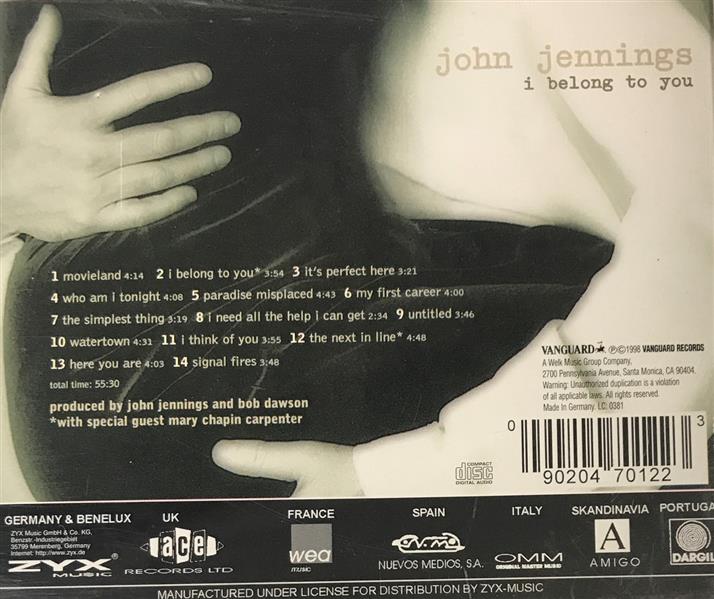 john jennings
i belong to you
1 movieland 4:14 2 i belong to you* 3:54 3 it's perfect here 3:21
4 who am i tonight 4:08 5 paradise misplaced 4:43 6 my first career 4:00
7 the simplest thing 3:19 8 i need all the help i can get 2:34 9 untitled 3:46
10 watertown 4:31 11 i think of you 3:55 12 the next in line* 4:48
13 here you are 4:03 14 signal fires 3:48
total time: 55:30
produced by john jennings and bob dawson
*with special guest mary chapin carpenter
VANGUARD ℗©1998 VANGUARD RECORDS
A Welk Music Group Company,
2700 Pennsylvania Avenue, Santa Monica, CA 90404.
Warning: Unauthorized duplication is a violation
of all applicable laws. All rights reserved.
Made in Germany. LC: 0381
0 90204 70122 3
COMPACT
disc
DIGITAL AUDIO
GERMANY & BENELUX
ZYX Music GmbH & Co. KG,
Benzstr.-Industriegebiet
35799 Merenberg, Germany
Internet: http://www.zyx.de
ZYX
MUSIC
UK
ace
RECORDS LTD
FRANCE
wea
music
SPAIN
N.M.
NUEVOS MEDIOS, S.A.
ITALY
OMM
ORIGINAL MASTER MUSIC
SKANDINAVIA
A
AMIGO
PORTUGA
DARGIL
MANUFACTURED UNDER LICENSE FOR DISTRIBUTION BY ZYX-MUSIC